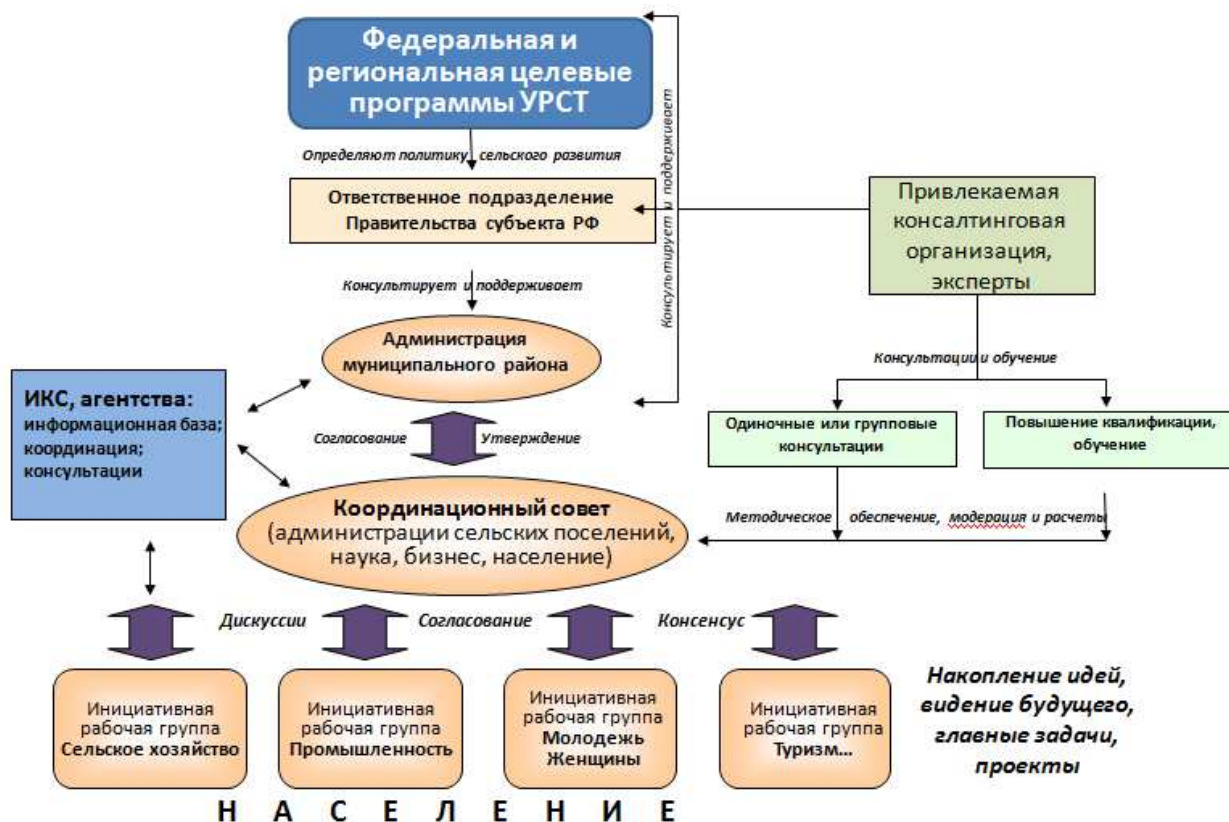 Федеральная и
региональная целевые
программы УРСТ
Определяют политику сельского развития
Ответственное подразделение
Правительства субъекта РФ
Консультирует и поддерживает
Привлекаемая
консалтинговая
организация,
эксперты
Консультирует и поддерживает
Администрация
муниципального района
Консультации и обучение
ИКС, агентства:
информационная база;
координация;
консультации
Согласование Утверждение
Одиночные или групповые
консультации
Повышение квалификации,
обучение
Координационный совет
(администрации сельских поселений,
наука, бизнес, население)
Методическое обеспечение, модерация и расчеты
Дискуссии Согласование Консенсус
Инициативная
рабочая группа
Сельское хозяйство
Инициативная
рабочая группа
Промышленность
Инициативная
рабочая группа
Молодежь
Женщины
Инициативная
рабочая группа
Туризм...
Накопление идей,
видение будущего,
главные задачи,
проекты
Н А С Е Л Е Н И Е